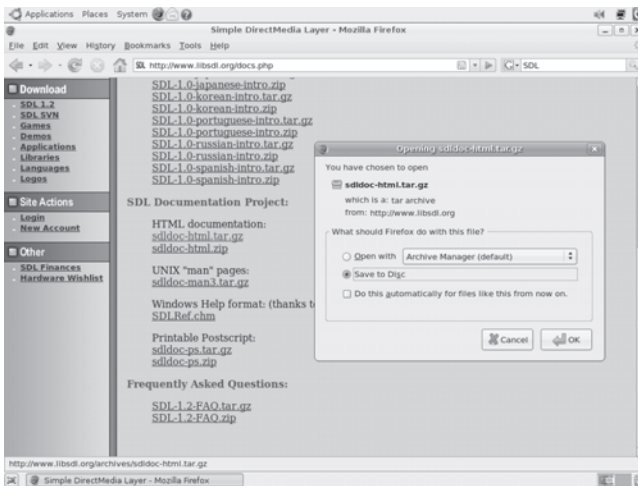 Applications Places System
Simple DirectMedia Layer - Mozilla Firefox
File Edit View History Bookmarks Tools Help
http://www.libsdl.org/docs.php
SDL
Download
SDL 1.2
SDL SVN
Games
Demos
Applications
Libraries
Languages
Logos
Site Actions
Login
New Account
Other
SDL Finances
Hardware Wishlist
SDL-1.0-japanese-intro.zip
SDL-1.0-korean-intro.tar.gz
SDL-1.0-korean-intro.zip
SDL-1.0-portuguese-intro.tar.gz
SDL-1.0-portuguese-intro.zip
SDL-1.0-russian-intro.tar.gz
SDL-1.0-russian-intro.zip
SDL-1.0-spanish-intro.tar.gz
SDL-1.0-spanish-intro.zip
SDL Documentation Project:
HTML documentation:
sdldoc-html.tar.gz
sdldoc-html.zip
UNIX "man" pages:
sdldoc-man3.tar.gz
Windows Help format: (thanks t
SDLRef.chm
Printable Postscript:
sdldoc-ps.tar.gz
sdldoc-ps.zip
Frequently Asked Questions:
SDL-1.2-FAQ.tar.gz
SDL-1.2-FAQ.zip
Opening sdldoc-html.tar.gz
You have chosen to open
sdldoc-html.tar.gz
which is a: tar archive
from: http://www.libsdl.org
What should Firefox do with this file?
Open with Archive Manager (default)
Save to Disc
Do this automatically for files like this from now on.
Cancel OK
http://www.libsdl.org/archives/sdldoc-html.tar.gz
Simple DirectMedia Layer - Mozilla Firefox